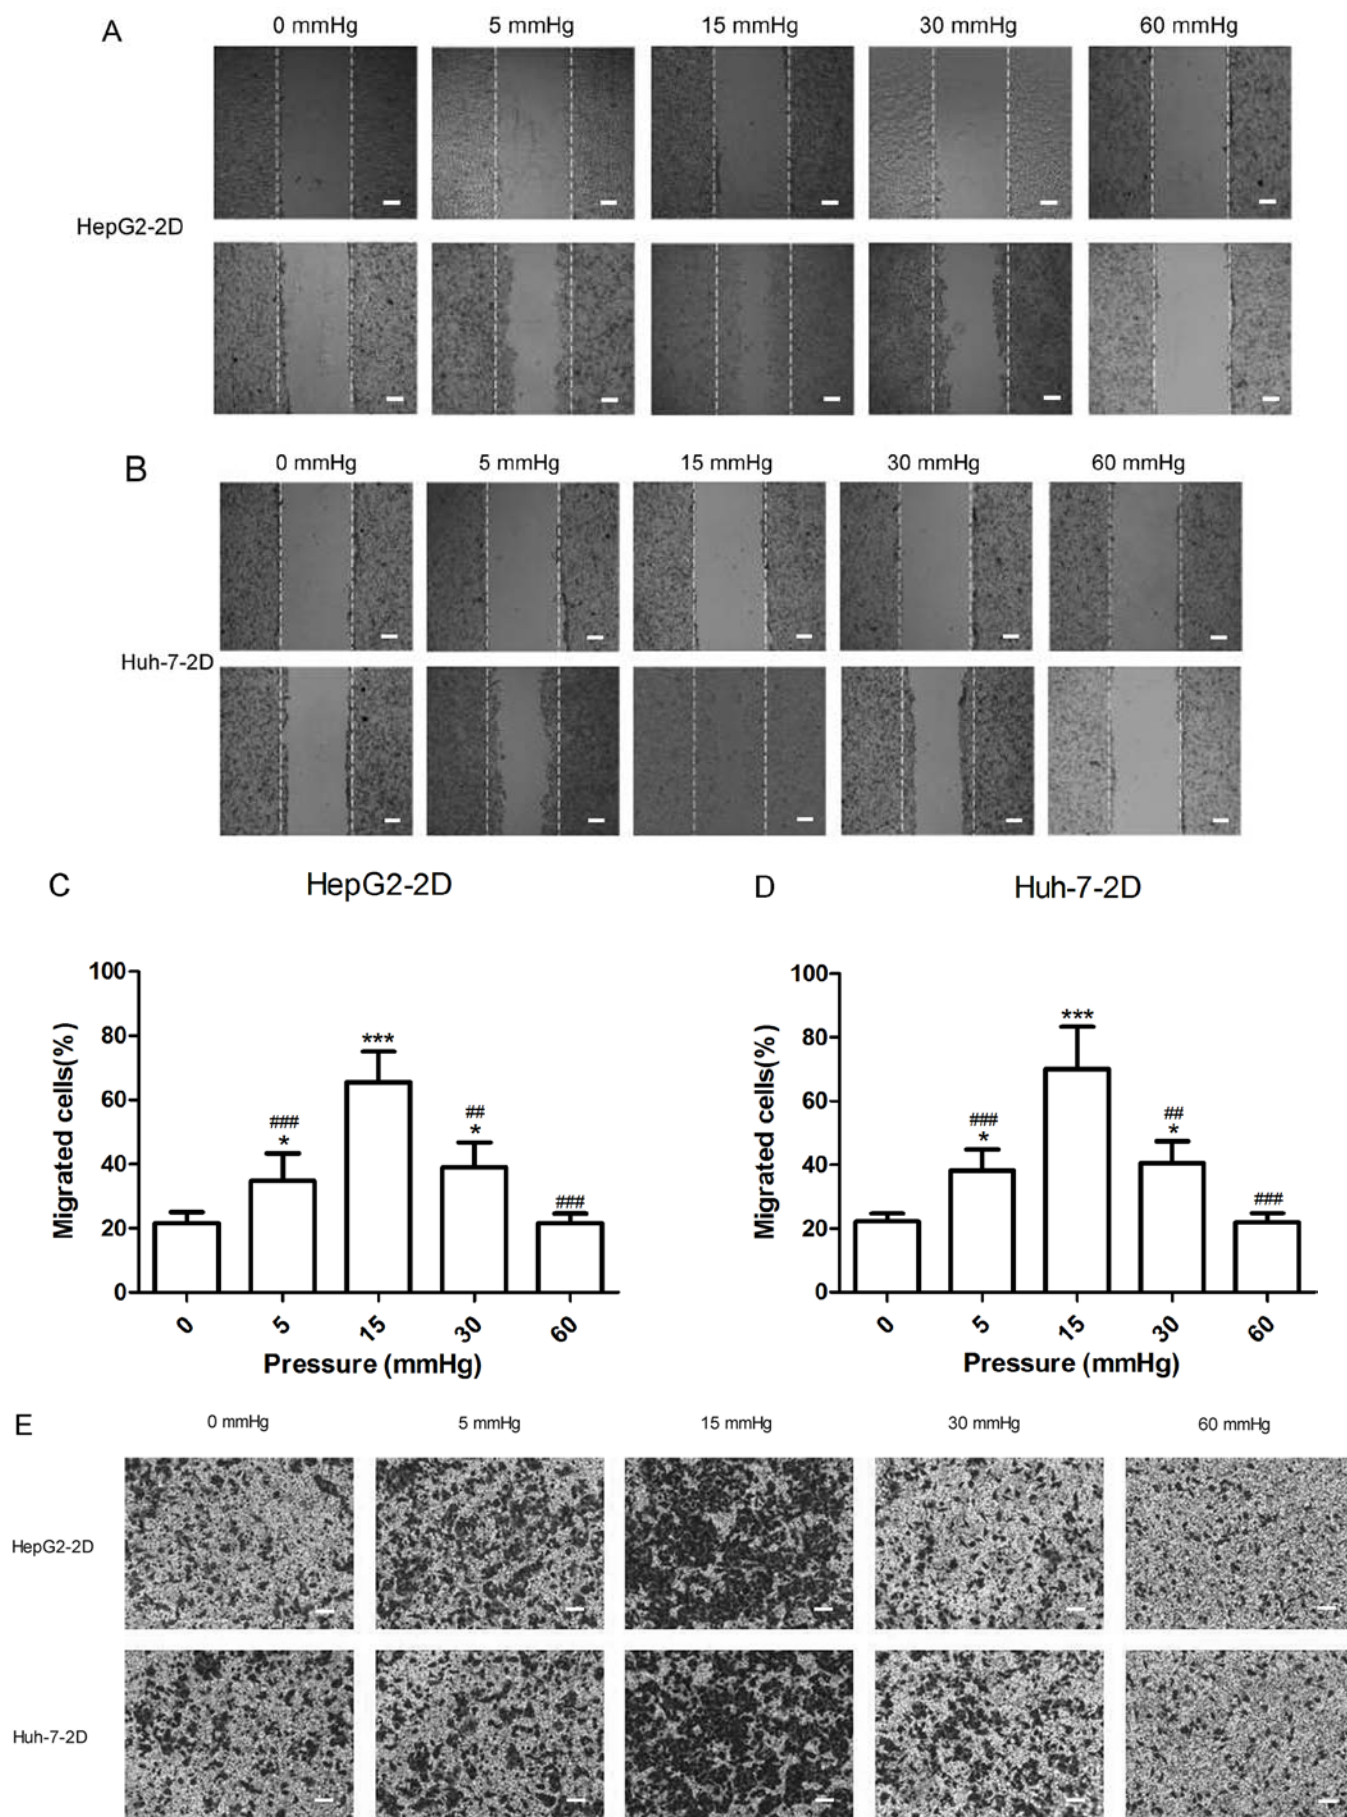 A
0 mmHg 5 mmHg 15 mmHg 30 mmHg 60 mmHg
HepG2-2D
B
0 mmHg 5 mmHg 15 mmHg 30 mmHg 60 mmHg
Huh-7-2D
C HepG2-2D
Migrated cells(%)
100
80
60
40
20
0
###
*
***
##
*
###
0 5 15 30 60
Pressure (mmHg)
D Huh-7-2D
Migrated cells(%)
100
80
60
40
20
0
###
*
***
##
*
###
0 5 15 30 60
Pressure (mmHg)
E
0 mmHg 5 mmHg 15 mmHg 30 mmHg 60 mmHg
HepG2-2D
Huh-7-2D